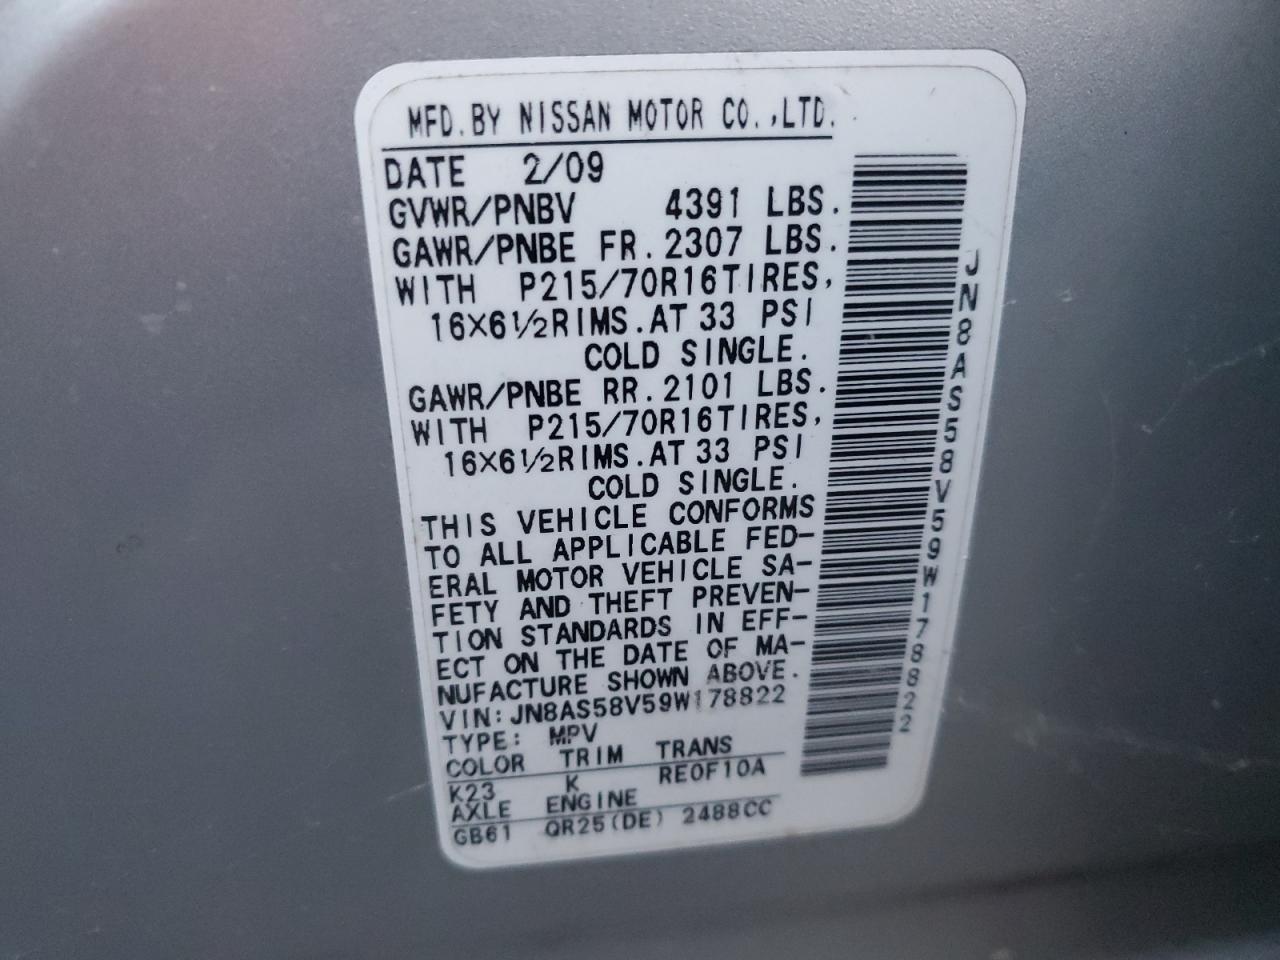 MFD.BY NISSAN MOTOR CO.,LTD.
DATE 2/09
GVWR/PNBV 4391 LBS.
GAWR/PNBE FR.2307 LBS.
WITH P215/70R16TIRES,
16X6½RIMS.AT 33 PSI
COLD SINGLE.
GAWR/PNBE RR.2101 LBS.
WITH P215/70R16TIRES,
16X6½RIMS.AT 33 PSI
COLD SINGLE.
THIS VEHICLE CONFORMS
TO ALL APPLICABLE FED-
ERAL MOTOR VEHICLE SA-
FETY AND THEFT PREVEN-
TION STANDARDS IN EFF-
ECT ON THE DATE OF MA-
NUFACTURE SHOWN ABOVE.
VIN:JN8AS58V59W178822
TYPE: MPV
COLOR TRIM TRANS
K23 K RE0F10A
AXLE ENGINE
GB61 QR25(DE) 2488CC
JN8AS58V59W178822